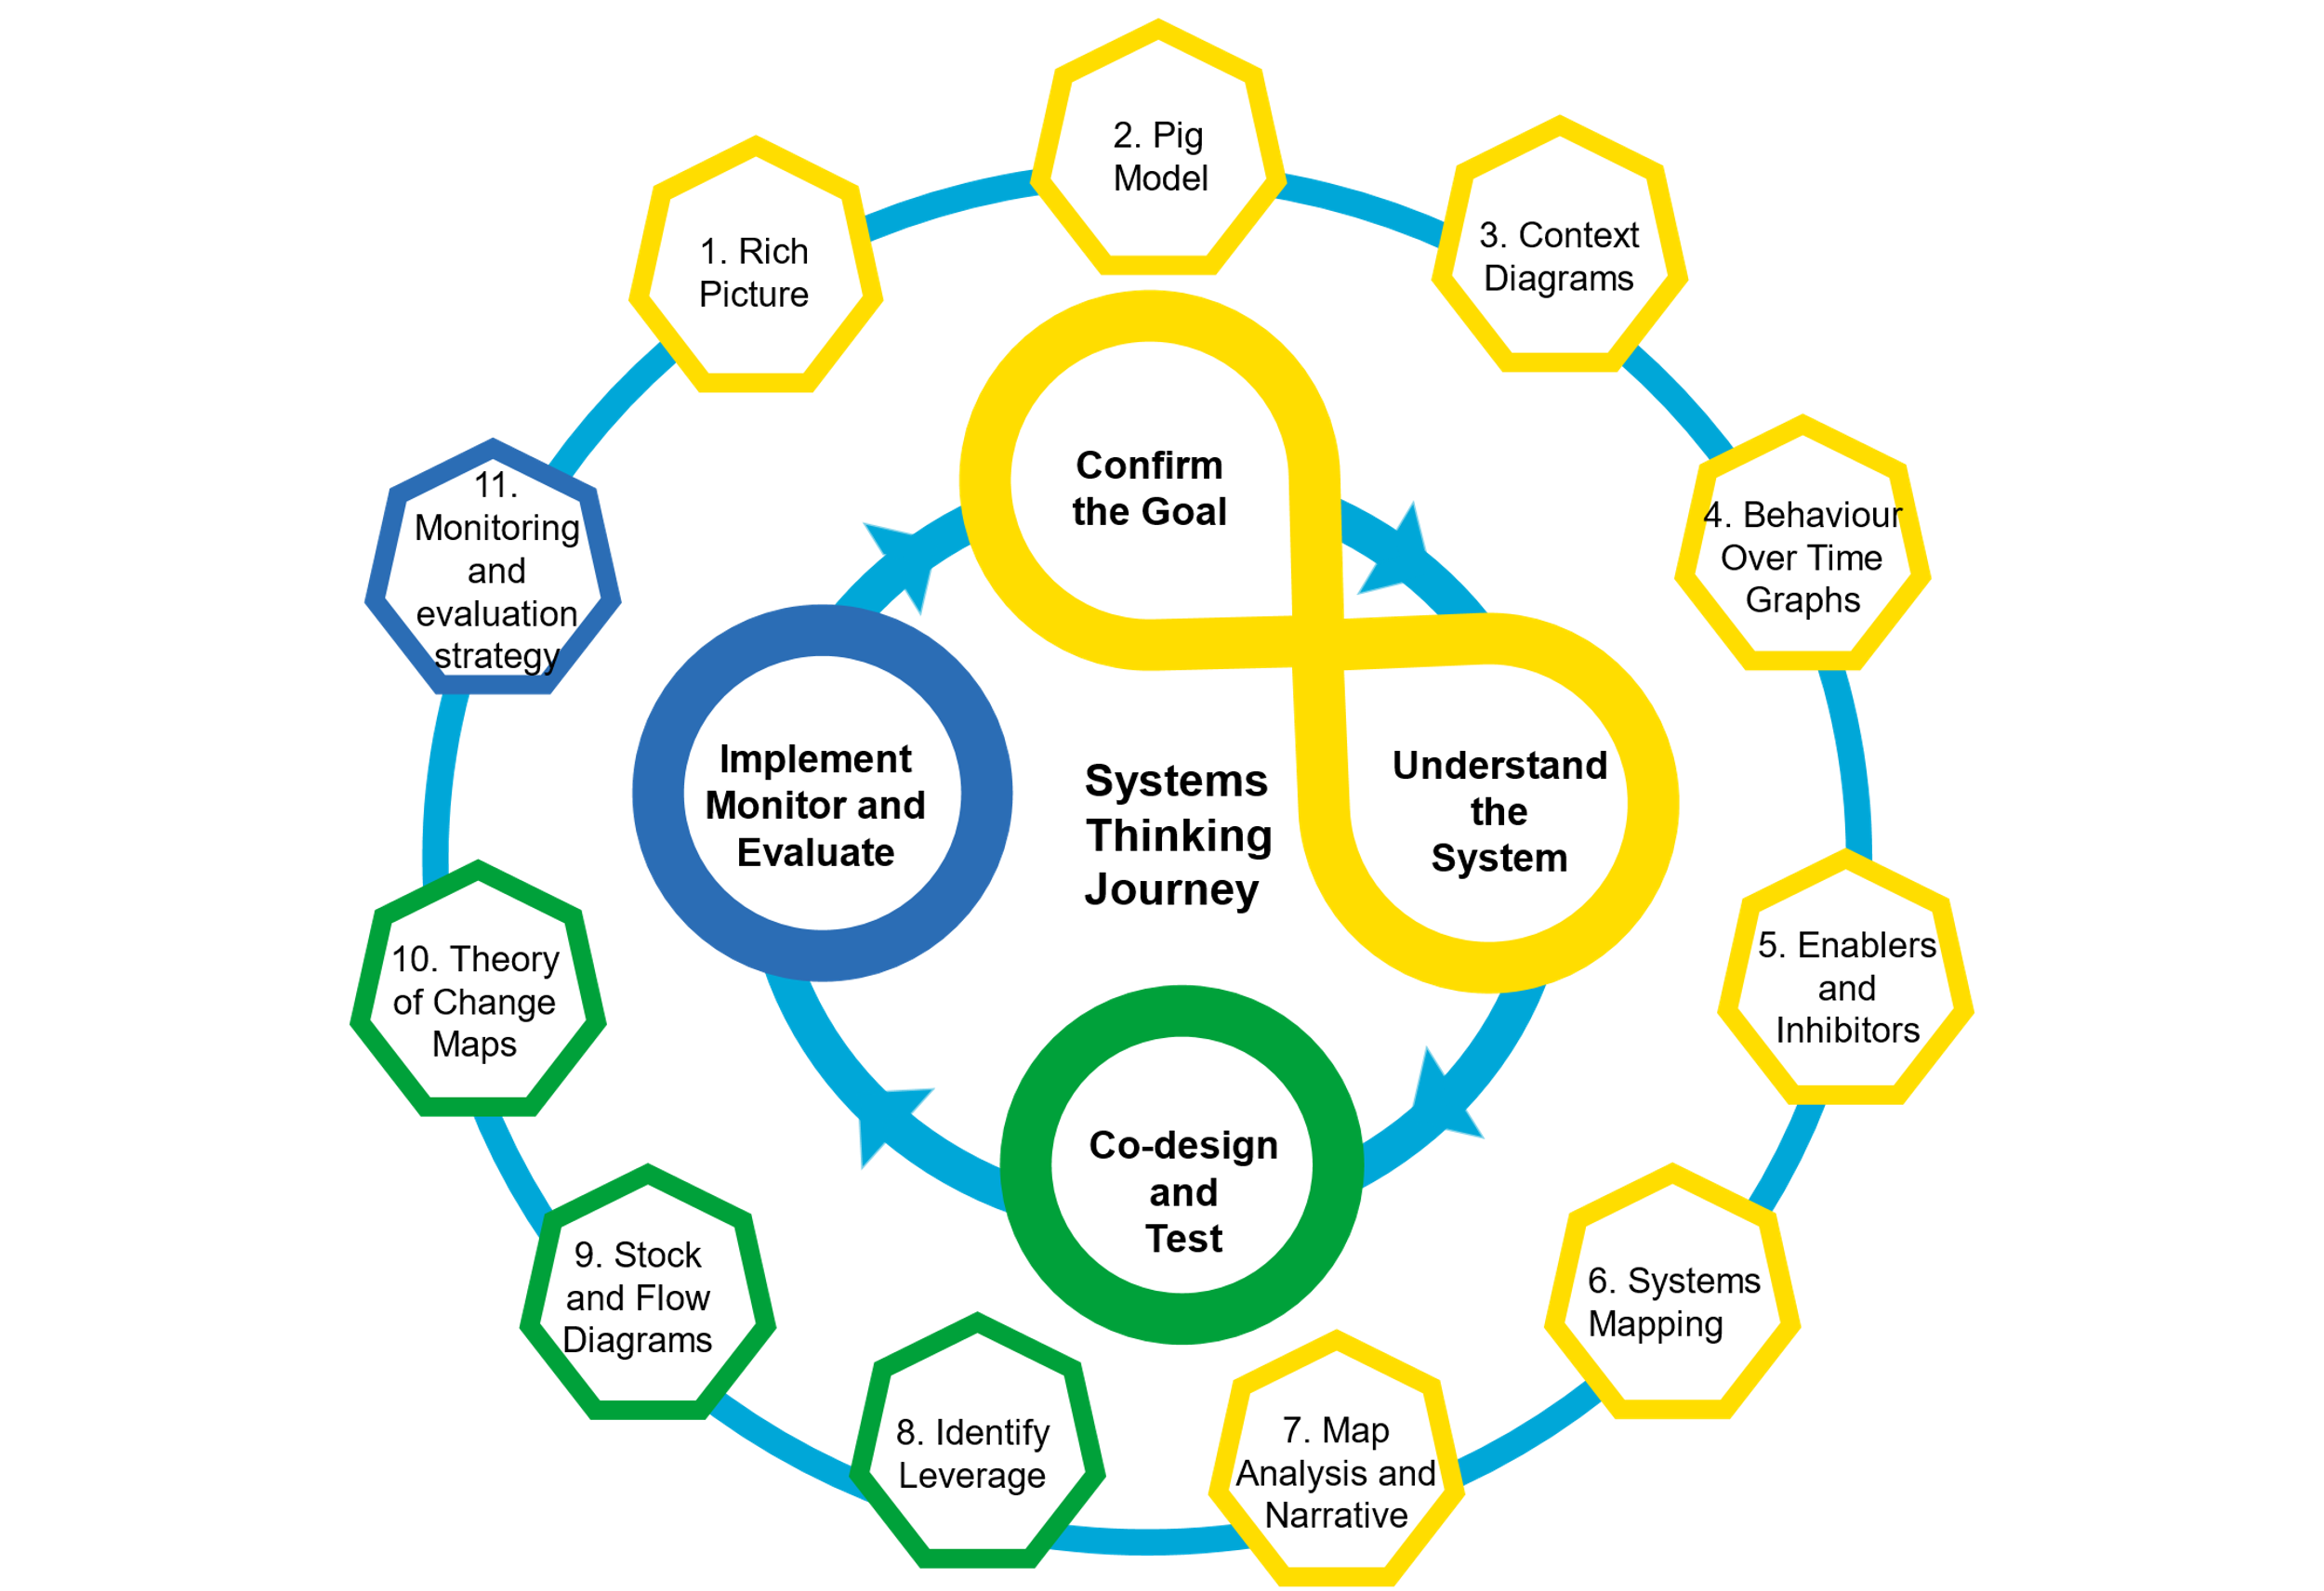 2. Pig
Model
1. Rich
Picture
3. Context
Diagrams
4. Behaviour
Over Time
Graphs
5. Enablers
and
Inhibitors
6. Systems
Mapping
7. Map
Analysis and
Narrative
8. Identify
Leverage
9. Stock
and Flow
Diagrams
10. Theory
of Change
Maps
11.
Monitoring
and
evaluation
strategy
Confirm
the Goal
Understand
the
System
Co-design
and
Test
Implement
Monitor and
Evaluate
Systems
Thinking
Journey